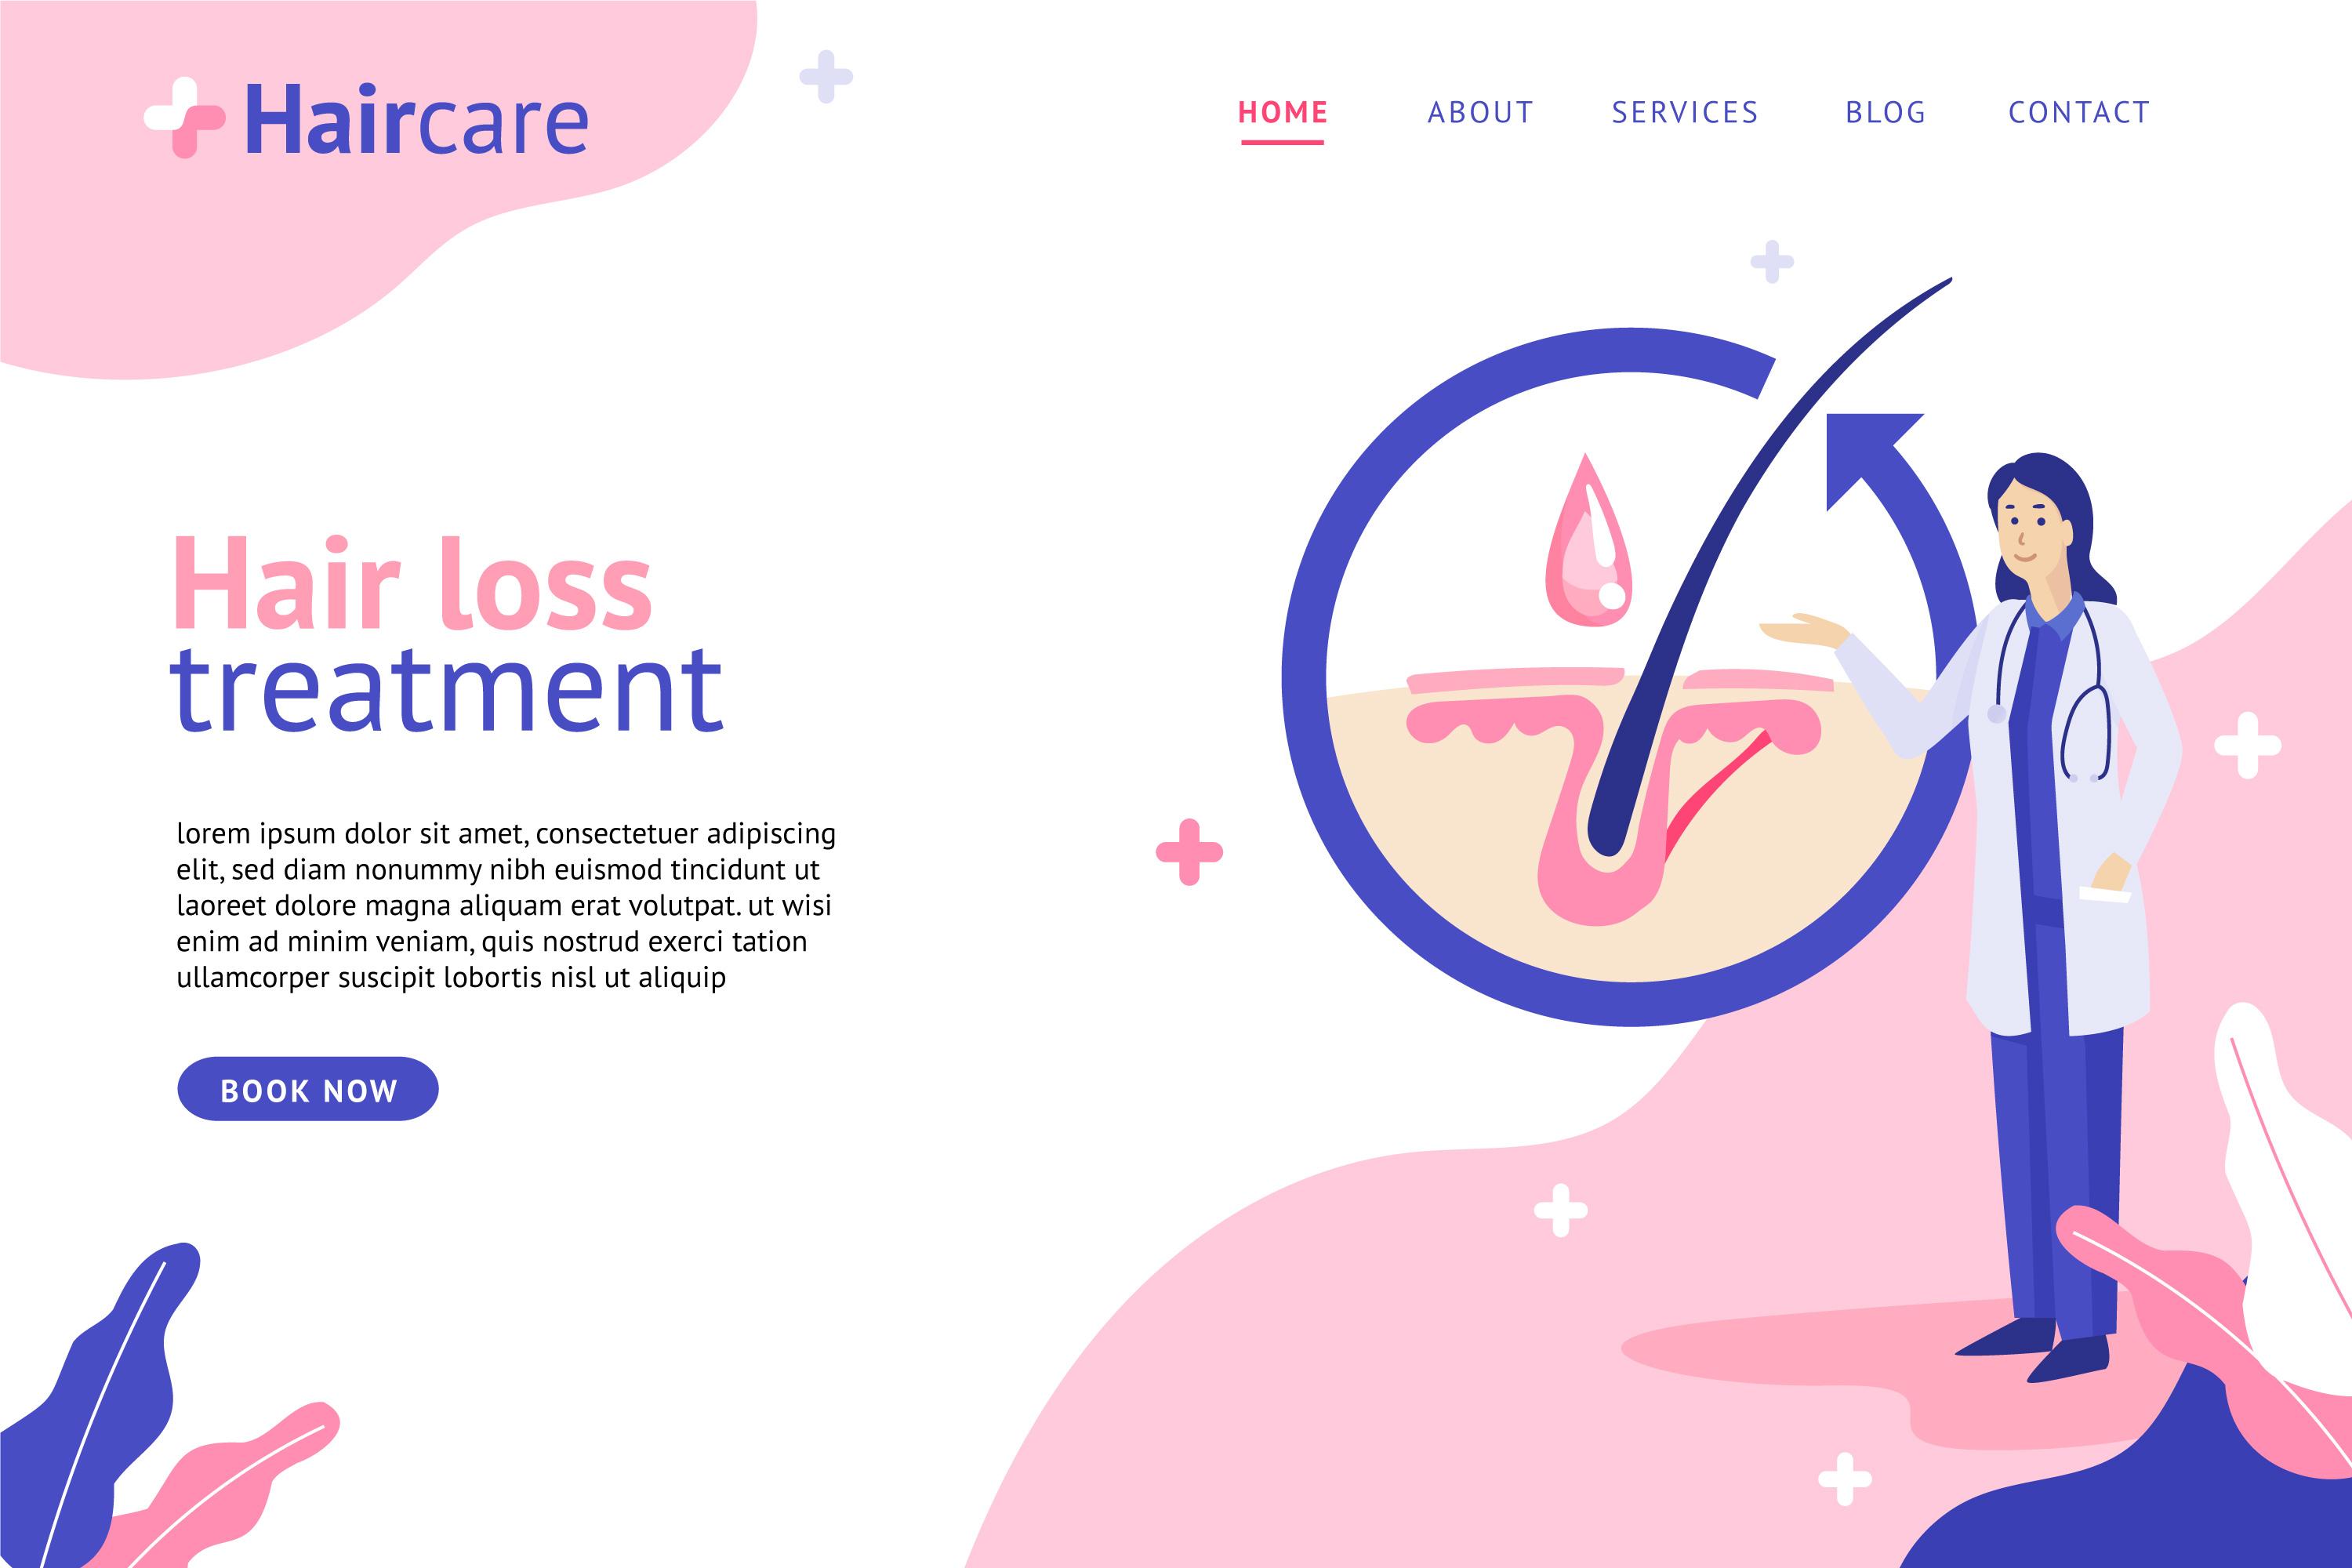 Haircare
HOME ABOUT SERVICES BLOG CONTACT
Hair loss
treatment
lorem ipsum dolor sit amet, consectetuer adipiscing
elit, sed diam nonummy nibh euismod tincidunt ut
laoreet dolore magna aliquam erat volutpat. ut wisi
enim ad minim veniam, quis nostrud exerci tation
ullamcorper suscipit lobortis nisl ut aliquip
BOOK NOW